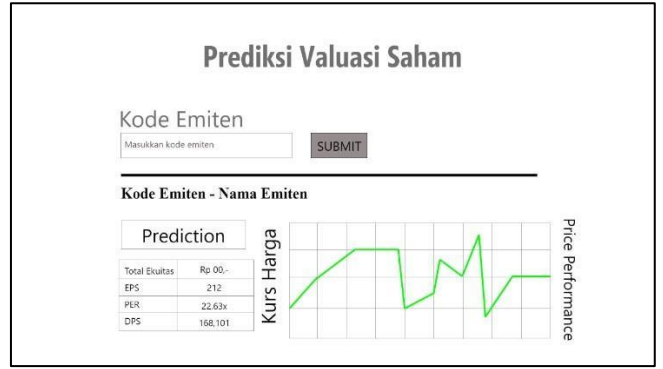 Prediksi Valuasi Saham
Kode Emiten
Masukkan kode emiten
SUBMIT
Kode Emiten - Nama Emiten
Prediction
Total Ekuitas Rp 00,-
EPS 212
PER 22.63x
DPS 168,101
Kurs Harga
Price Performance